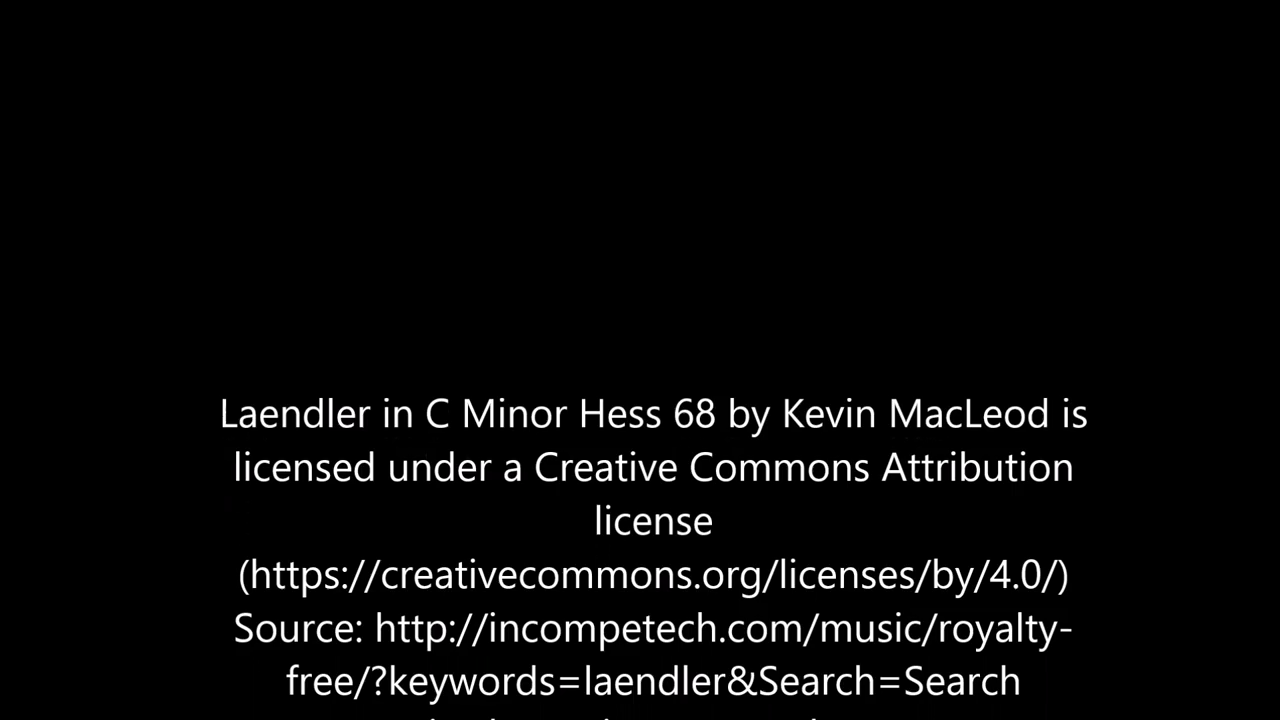 Laendler in C Minor Hess 68 by Kevin MacLeod is
licensed under a Creative Commons Attribution
license
(https://creativecommons.org/licenses/by/4.0/)
Source: http://incompetech.com/music/royalty-
free/?keywords=laendler&Search=Search